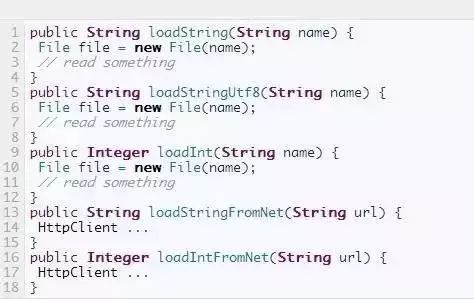 1 public String loadString(String name) {
2  File file = new File(name);
3  // read something
4 }
5 public String loadStringUtf8(String name) {
6  File file = new File(name);
7  // read something
8 }
9 public Integer loadInt(String name) {
10  File file = new File(name);
11  // read something
12 }
13 public String loadStringFromNet(String url) {
14  HttpClient ...
15 }
16 public Integer loadIntFromNet(String url) {
17  HttpClient ...
18 }